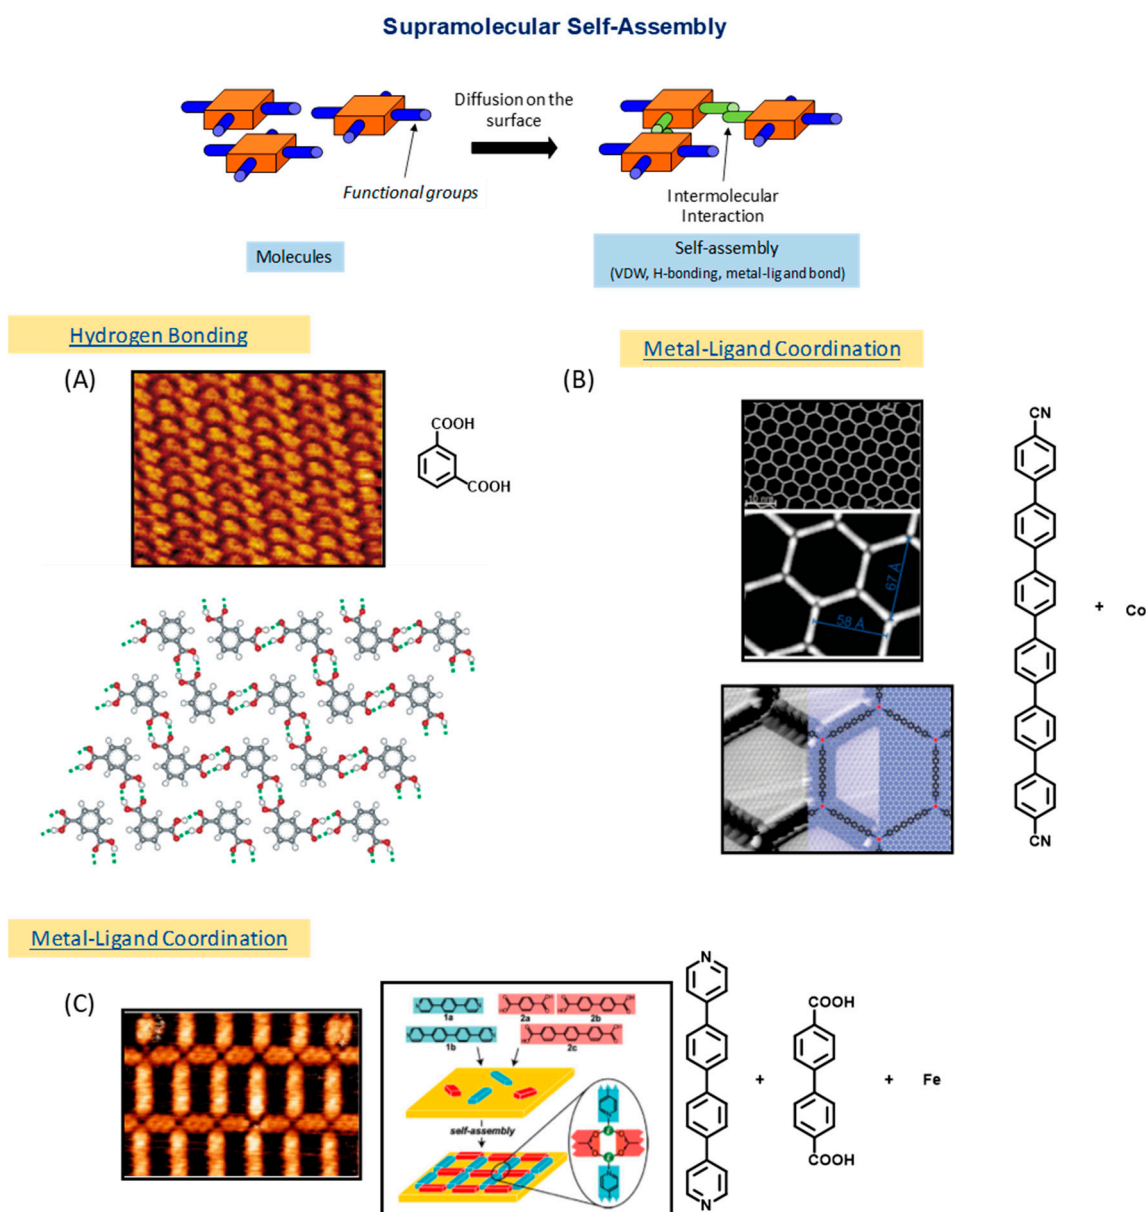 Supramolecular Self-Assembly
Diffusion on the
surface
Functional groups
Intermolecular
Interaction
Molecules
Self-assembly
(VDW, H-bonding, metal-ligand bond)
Hydrogen Bonding
Metal-Ligand Coordination
(A)
COOH
COOH
(B)
10 nm
67 Å
58 Å
CN
CN
+ Co
Metal-Ligand Coordination
(C)
1a
2a
2b
1b
2c
self-assembly
N
N
+
COOH
COOH
+ Fe